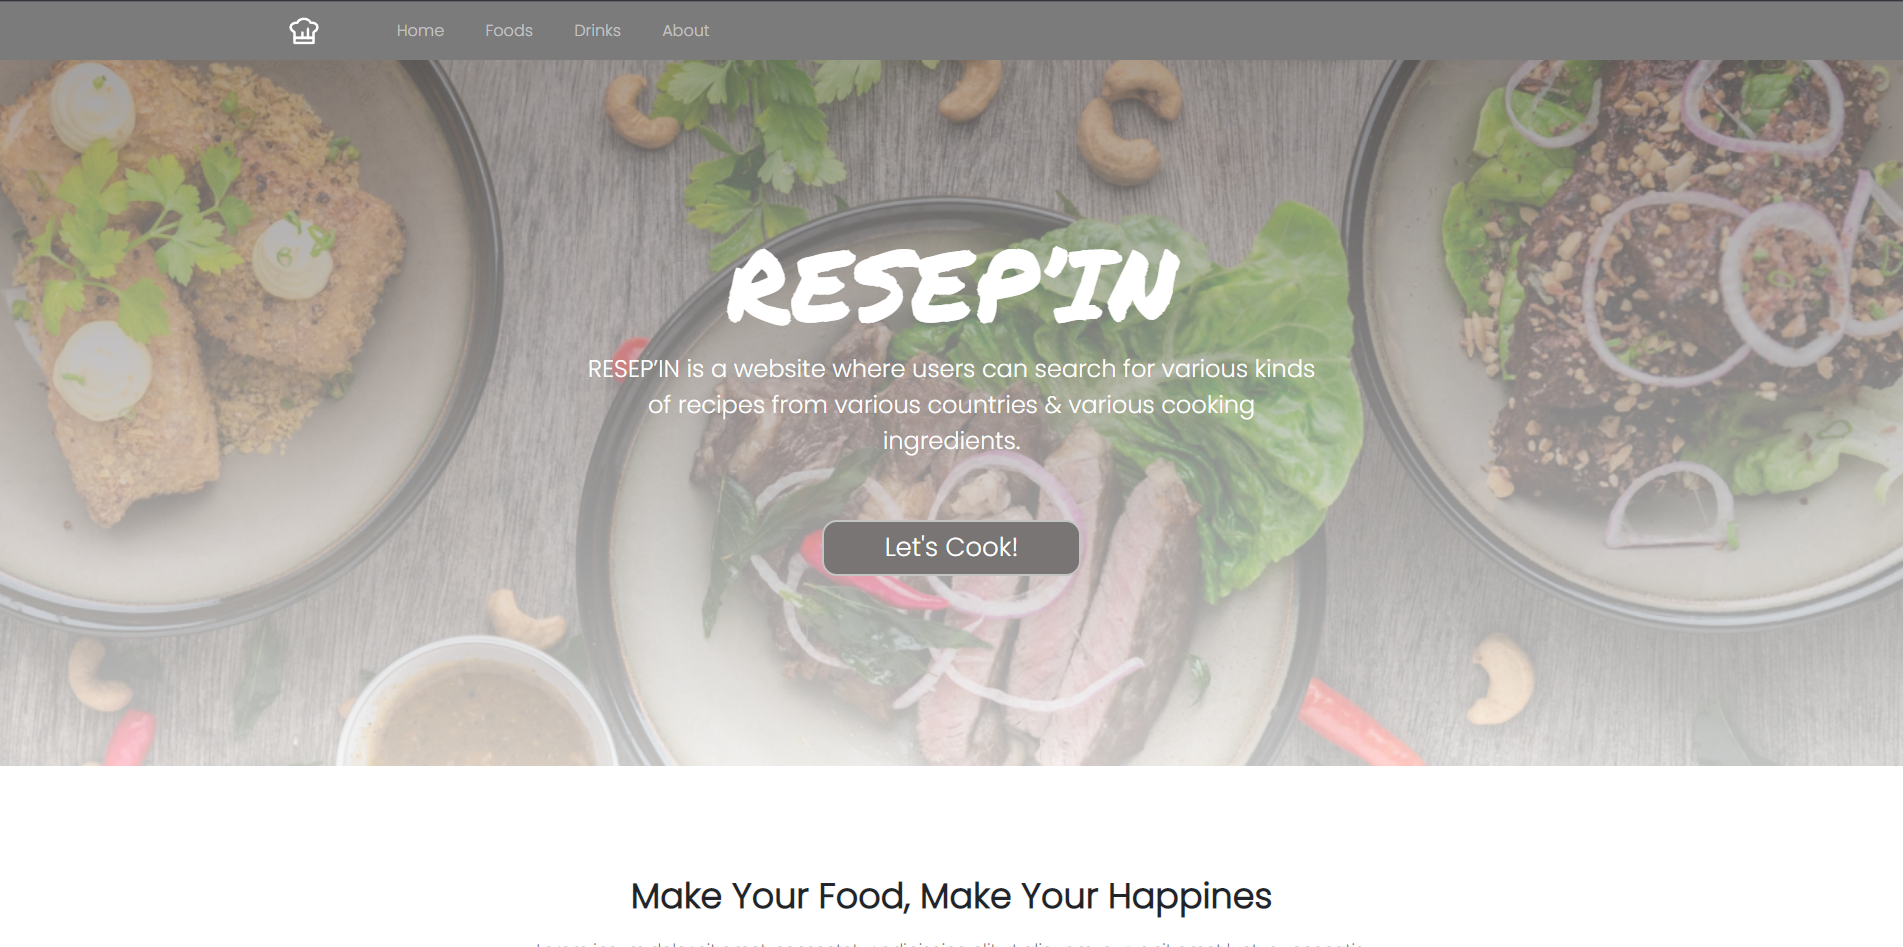 Home Foods Drinks About
RESEP'IN
RESEP’IN is a website where users can search for various kinds
of recipes from various countries & various cooking
ingredients.
Let's Cook!
Make Your Food, Make Your Happines